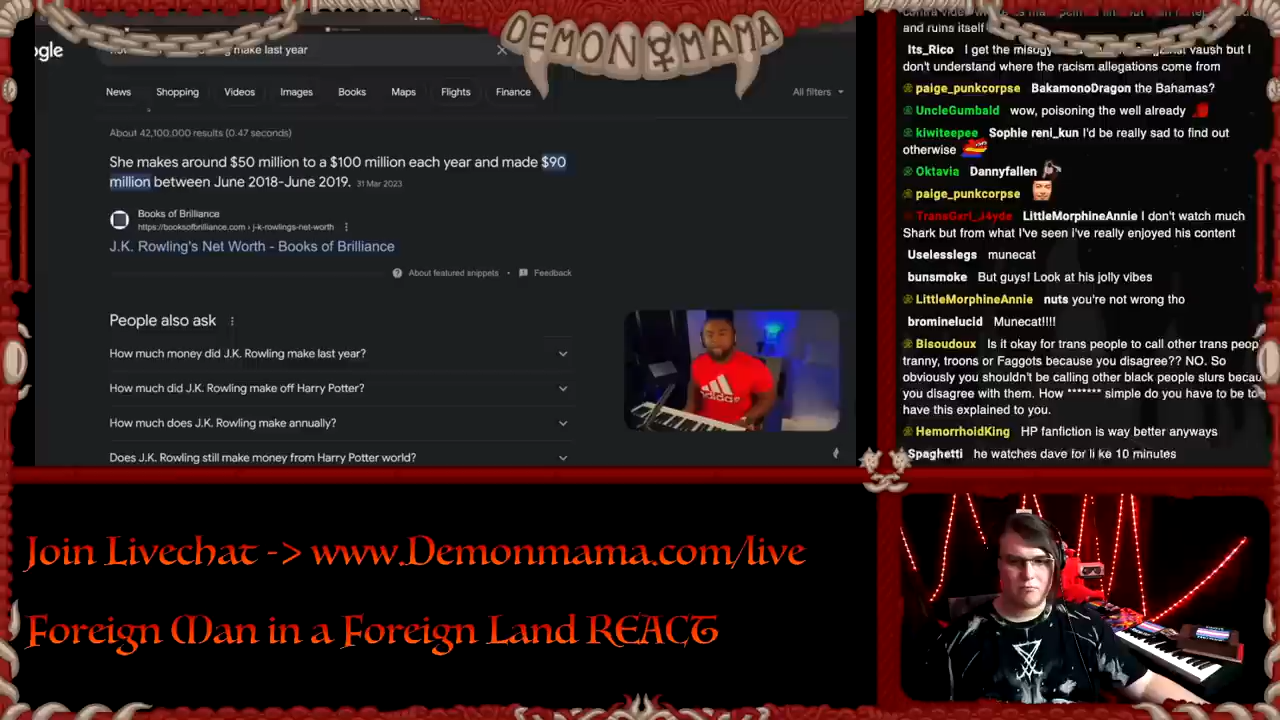 DEMON MAMA
gle
make last year
News
Shopping
Videos
Images
Books
Maps
Flights
Finance
All filters
About 42,100,000 results (0.47 seconds)
She makes around $50 million to a $100 million each year and made $90
million between June 2018-June 2019. 31 Mar 2023
Books of Brilliance
https://booksofbrilliance.com › j-k-rowlings-net-worth
J.K. Rowling's Net Worth - Books of Brilliance
About featured snippets • Feedback
People also ask
How much money did J.K. Rowling make last year?
How much did J.K. Rowling make off Harry Potter?
How much does J.K. Rowling make annually?
Does J.K. Rowling still make money from Harry Potter world?
adidas
and ruins itself
Its_Rico I get the misogy
vaush but I
don't understand where the racism allegations come from
paige_punkcorpse BakamonoDragon the Bahamas?
UncleGumbald wow, poisoning the well already
kiwiteepee Sophie reni_kun I'd be really sad to find out
otherwise
Oktavia Dannyfallen
paige_punkcorpse
TransGarl_J4yde LittleMorphineAnnie I don't watch much
Shark but from what I've seen i've really enjoyed his content
Uselesslegs munecat
bunsmoke But guys! Look at his jolly vibes
LittleMorphineAnnie nuts you're not wrong tho
brominelucid Munecat!!!!
Bisoudoux Is it okay for trans people to call other trans peop
tranny, troons or Faggots because you disagree?? NO. So
obviously you shouldn't be calling other black people slurs becau
you disagree with them. How ******* simple do you have to be to
have this explained to you.
HemorrhoidKing HP fanfiction is way better anyways
Spaghetti he watches dave for li ke 10 minutes
Join Livechat -> www.Demonmama.com/live
Foreign Man in a Foreign Land REACT